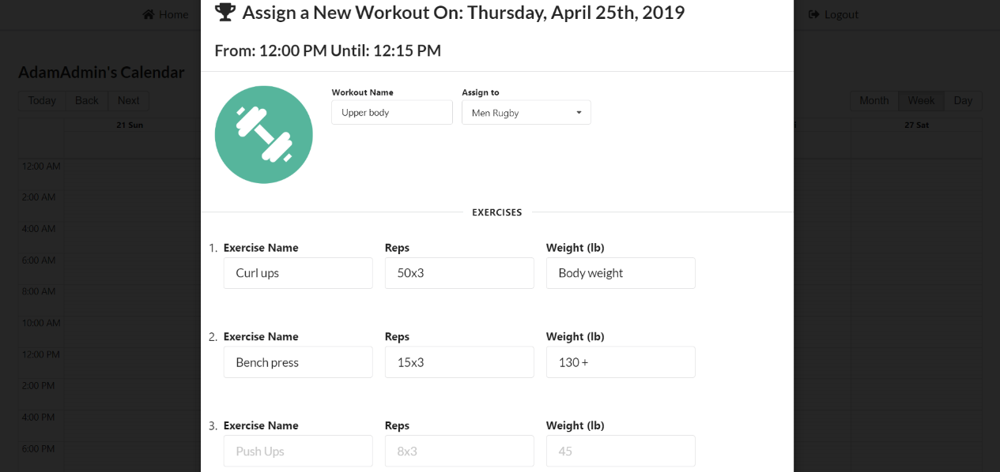 Home
Logout
Assign a New Workout On: Thursday, April 25th, 2019
From: 12:00 PM Until: 12:15 PM
AdamAdmin's Calendar
Today Back Next
Month Week Day
21 Sun
27 Sat
12:00 AM
2:00 AM
4:00 AM
6:00 AM
8:00 AM
10:00 AM
12:00 PM
2:00 PM
4:00 PM
6:00 PM
Workout Name Assign to
Upper body Men Rugby
EXERCISES
1. Exercise Name Reps Weight (lb)
Curl ups 50x3 Body weight
2. Exercise Name Reps Weight (lb)
Bench press 15x3 130 +
3. Exercise Name Reps Weight (lb)
Push Ups 8x3 45